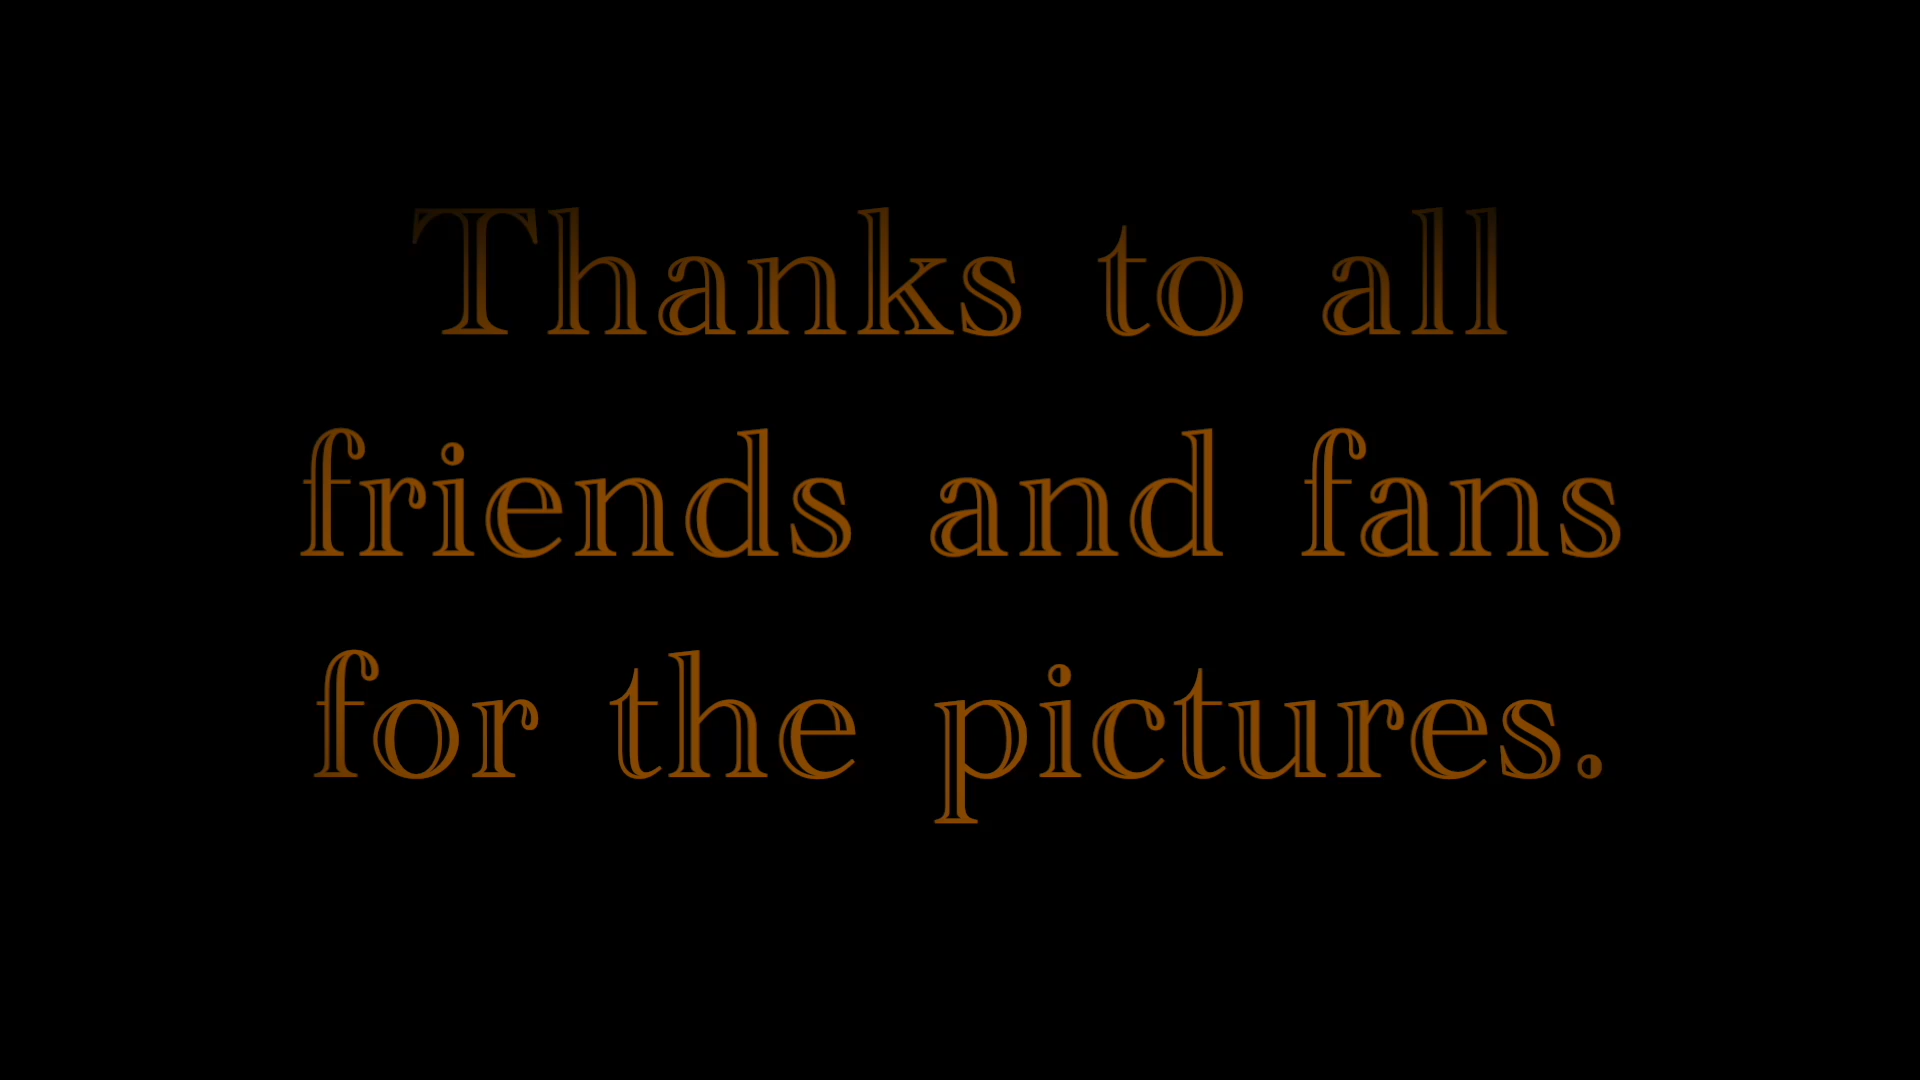 Thanks to all
friends and fans
for the pictures.